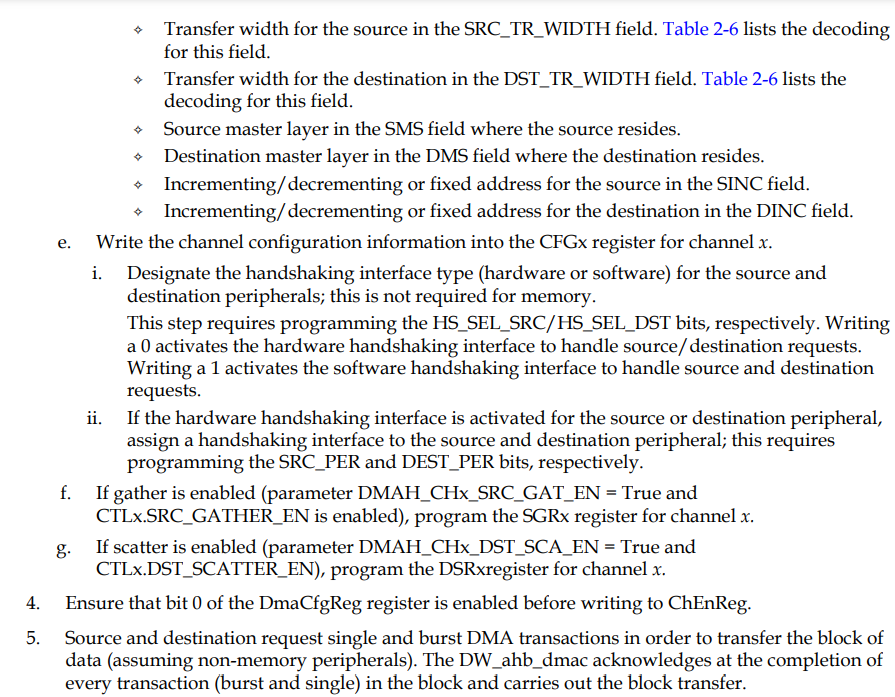 ⟡ Transfer width for the source in the SRC_TR_WIDTH field. Table 2-6 lists the decoding
for this field.
⟡ Transfer width for the destination in the DST_TR_WIDTH field. Table 2-6 lists the
decoding for this field.
⟡ Source master layer in the SMS field where the source resides.
⟡ Destination master layer in the DMS field where the destination resides.
⟡ Incrementing/decrementing or fixed address for the source in the SINC field.
⟡ Incrementing/decrementing or fixed address for the destination in the DINC field.
e. Write the channel configuration information into the CFGx register for channel x.
i. Designate the handshaking interface type (hardware or software) for the source and
destination peripherals; this is not required for memory.
This step requires programming the HS_SEL_SRC/HS_SEL_DST bits, respectively. Writing
a 0 activates the hardware handshaking interface to handle source/destination requests.
Writing a 1 activates the software handshaking interface to handle source and destination
requests.
ii. If the hardware handshaking interface is activated for the source or destination peripheral,
assign a handshaking interface to the source and destination peripheral; this requires
programming the SRC_PER and DEST_PER bits, respectively.
f. If gather is enabled (parameter DMAH_CHx_SRC_GAT_EN = True and
CTLx.SRC_GATHER_EN is enabled), program the SGRx register for channel x.
g. If scatter is enabled (parameter DMAH_CHx_DST_SCA_EN = True and
CTLx.DST_SCATTER_EN), program the DSRxregister for channel x.
4. Ensure that bit 0 of the DmaCfgReg register is enabled before writing to ChEnReg.
5. Source and destination request single and burst DMA transactions in order to transfer the block of
data (assuming non-memory peripherals). The DW_ahb_dmac acknowledges at the completion of
every transaction (burst and single) in the block and carries out the block transfer.